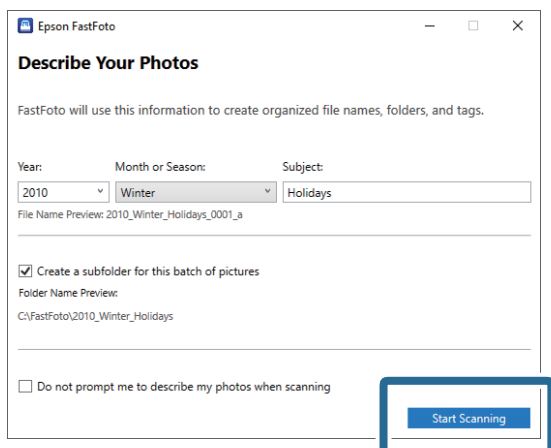 Epson FastFoto
Describe Your Photos
FastFoto will use this information to create organized file names, folders, and tags.
Year: Month or Season: Subject:
2010 Winter Holidays
File Name Preview: 2010_Winter_Holidays_0001_a
Create a subfolder for this batch of pictures
Folder Name Preview:
C:\FastFoto\2010_Winter_Holidays
Do not prompt me to describe my photos when scanning
Start Scanning